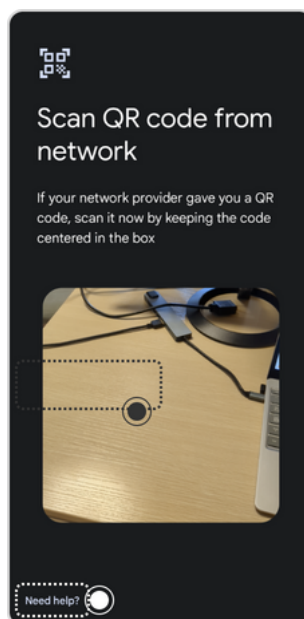 Scan QR code from
network
If your network provider gave you a QR
code, scan it now by keeping the code
centered in the box
Need help?